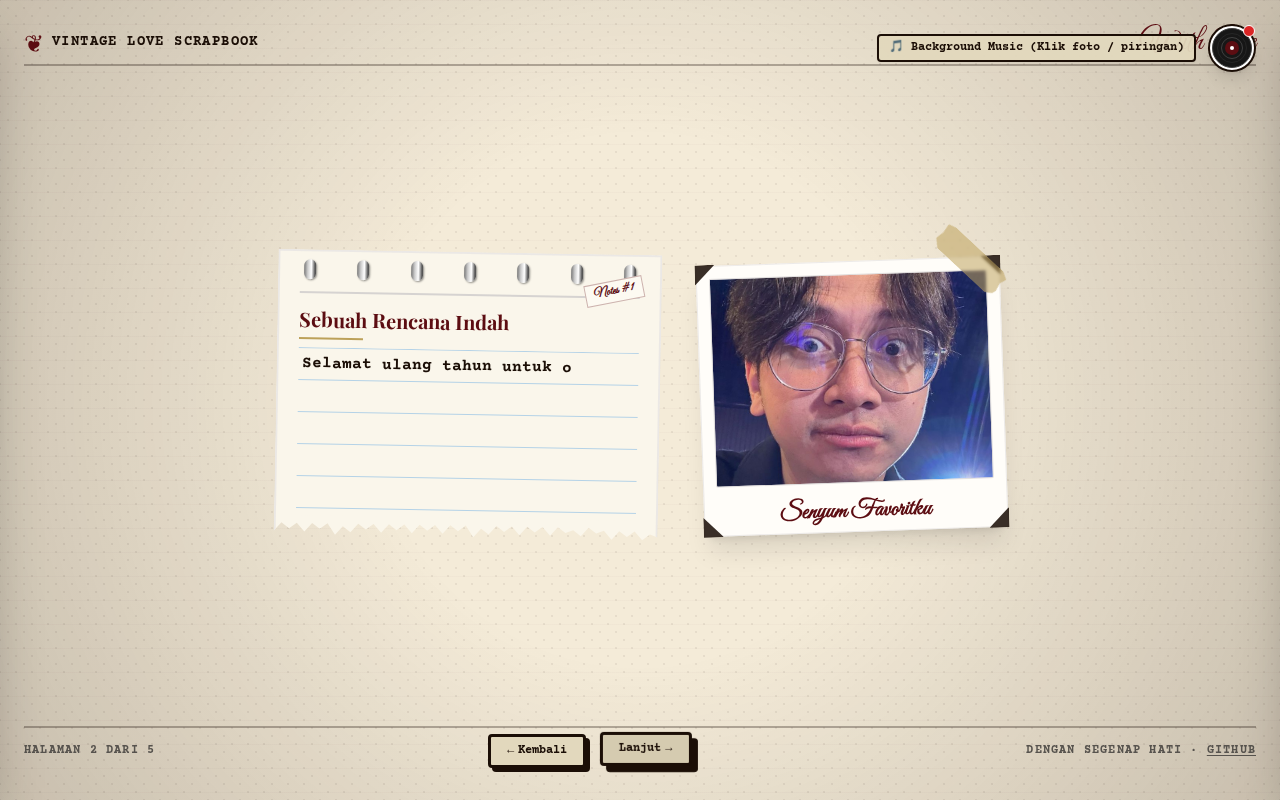 ❦ VINTAGE LOVE SCRAPBOOK
🎵 Background Music (Klik foto / piringan)
Notes #1
Sebuah Rencana Indah
Selamat ulang tahun untuk o
Senyum Favoritku
HALAMAN 2 DARI 5
← Kembali
Lanjut →
DENGAN SEGENAP HATI · GITHUB